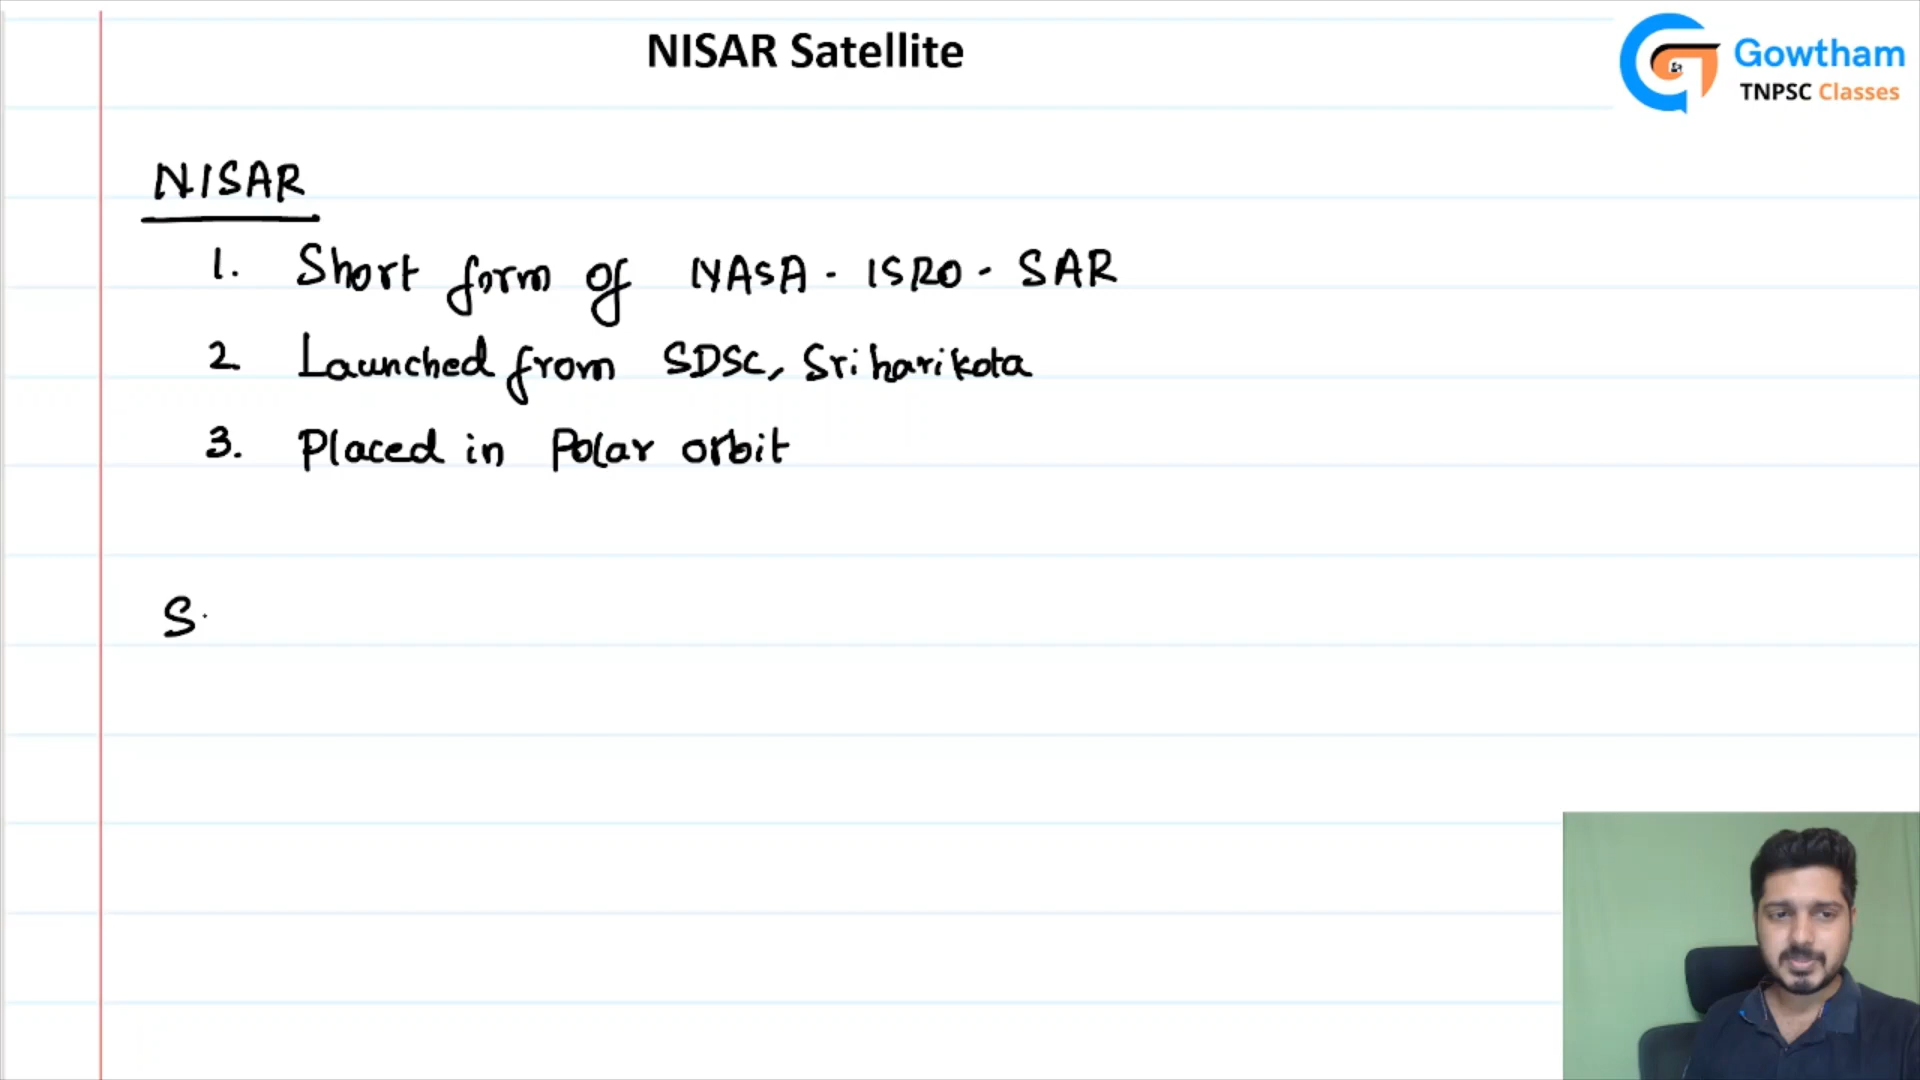 NISAR Satellite
Gowtham
TNPSC Classes
NISAR
1. Short form of NASA - ISRO - SAR
2. Launched from SDSC, Sriharikota
3. Placed in Polar orbit
S